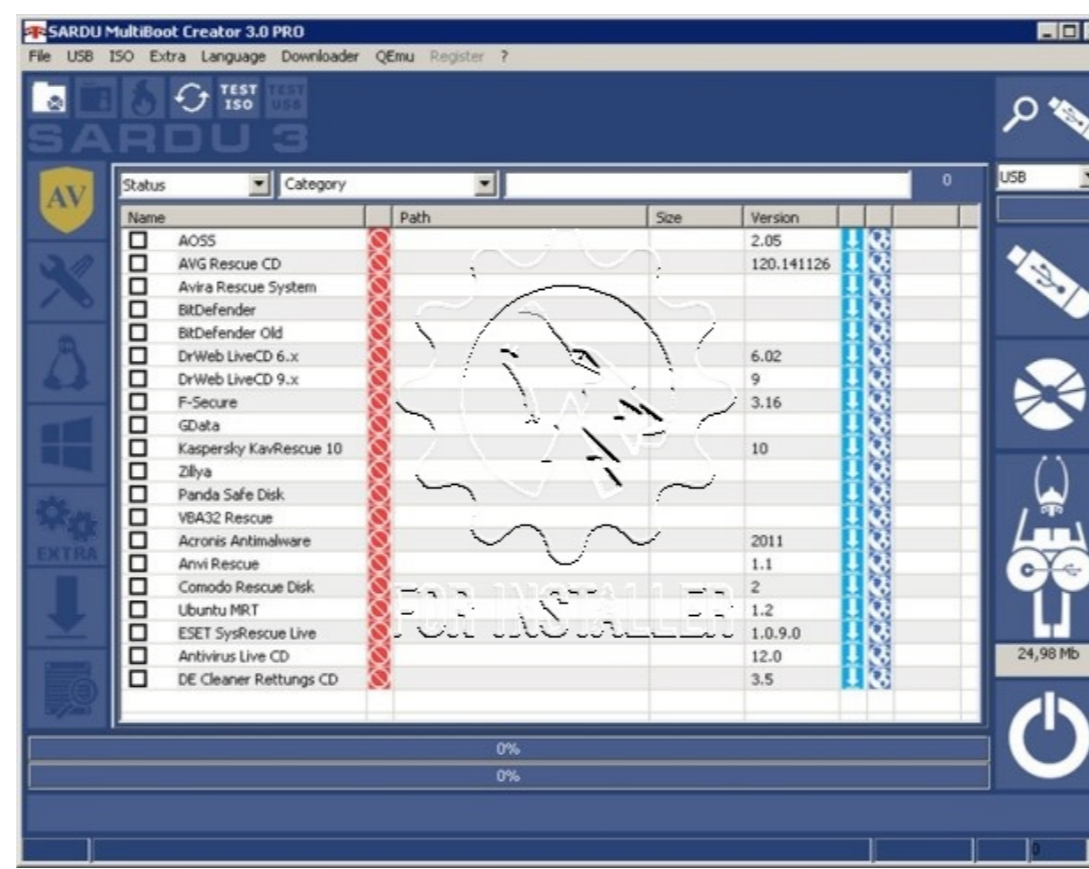 SARDU MultiBoot Creator 3.0 PRO
File USB ISO Extra Language Downloader QEmu Register ?
TEST ISO TEST USB
SARDU 3
AV
Status Category 0 USB
Name Path Size Version
AOSS 2.05
AVG Rescue CD 120.141126
Avira Rescue System
BitDefender
BitDefender Old
DrWeb LiveCD 6.x 6.02
DrWeb LiveCD 9.x 9
F-Secure 3.16
GData
Kaspersky KavRescue 10 10
Zillya
Panda Safe Disk
VBA32 Rescue
Acronis Antimalware 2011
EXTRA
Anvi Rescue 1.1
Comodo Rescue Disk 2
Ubuntu MRT 1.2
FOR INSTALLER
ESET SysRescue Live 1.0.9.0
Antivirus Live CD 12.0
24,98 Mb
DE Cleaner Rettungs CD 3.5
0%
0%
0